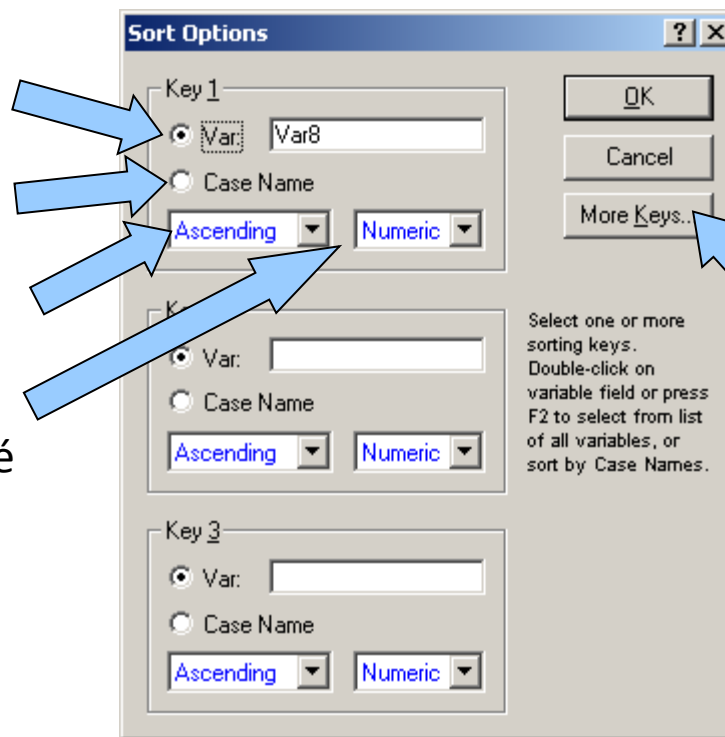 Sort Options
Key 1
Var: Var8
Case Name
Ascending Numeric
OK
Cancel
More Keys..
Var:
Case Name
Ascending Numeric
Select one or more
sorting keys.
Double-click on
variable field or press
F2 to select from list
of all variables, or
sort by Case Names.
é
Key 3
Var:
Case Name
Ascending Numeric